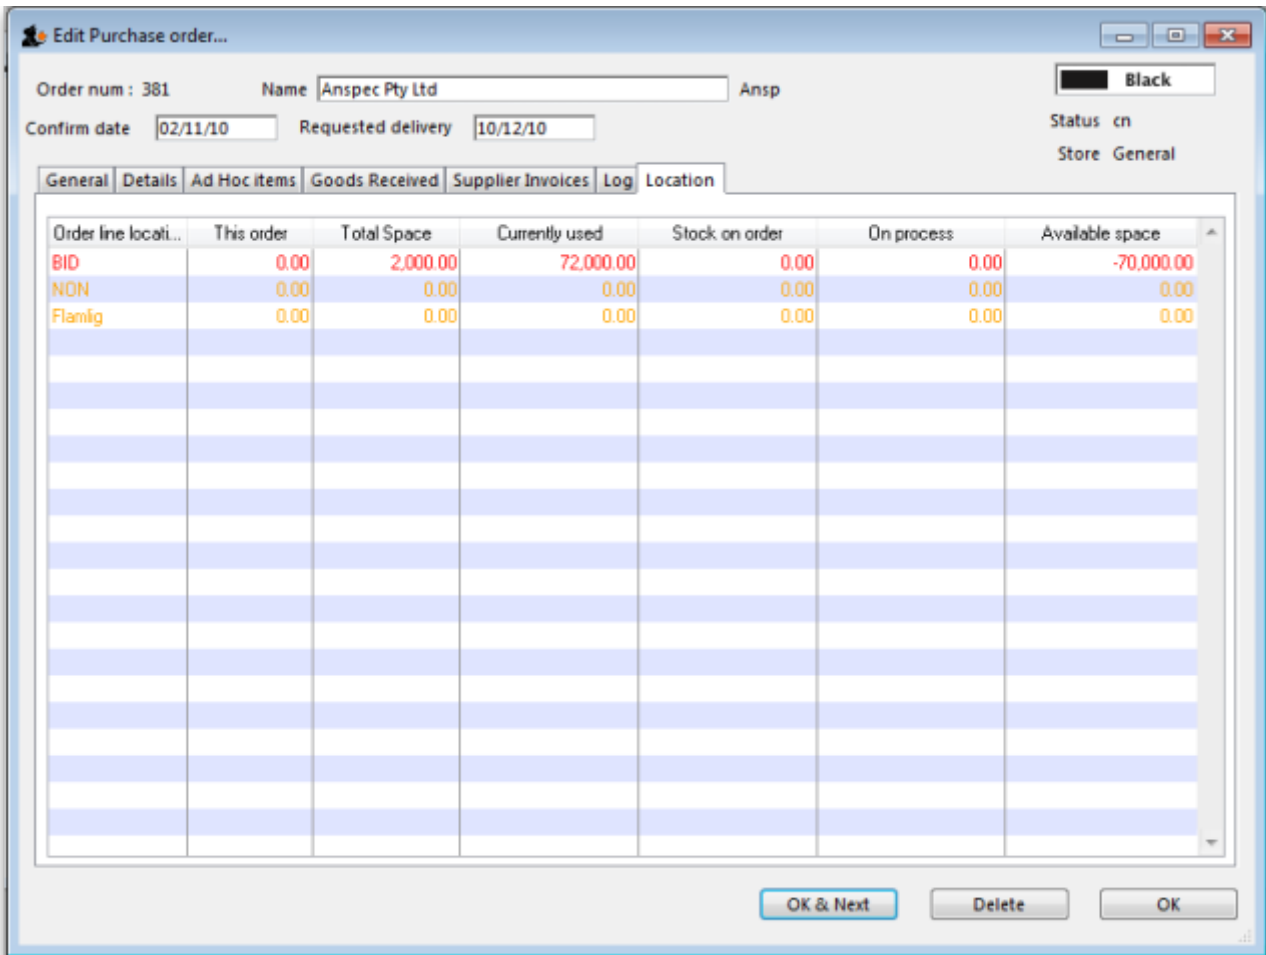 Edit Purchase order...
Order num : 381 Name Anspec Pty Ltd Ansp Black
Confirm date 02/11/10 Requested delivery 10/12/10 Status cn
Store General
General Details Ad Hoc items Goods Received Supplier Invoices Log Location
Order line locati... This order Total Space Currently used Stock on order On process Available space
BID 0.00 2,000.00 72,000.00 0.00 0.00 -70,000.00
NON 0.00 0.00 0.00 0.00 0.00 0.00
Flamlig 0.00 0.00 0.00 0.00 0.00 0.00
OK & Next Delete OK